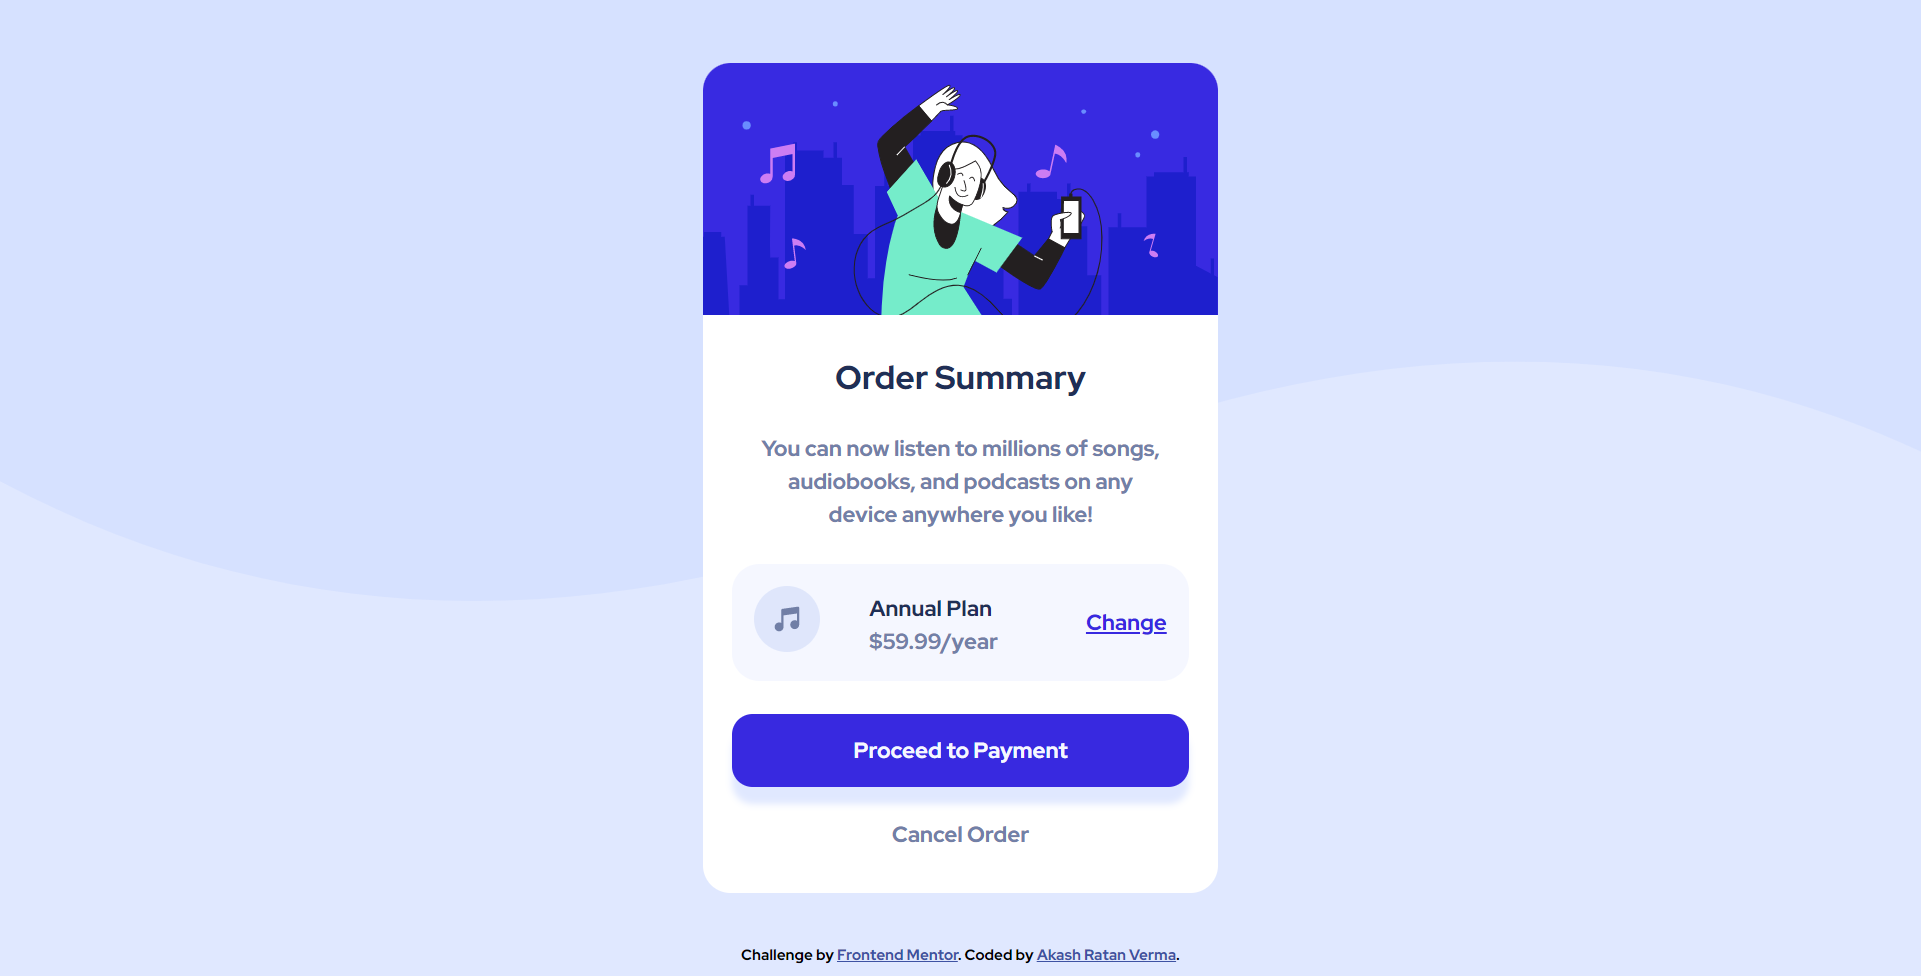 Order Summary
You can now listen to millions of songs,
audiobooks, and podcasts on any
device anywhere you like!
Annual Plan
$59.99/year
Change
Proceed to Payment
Cancel Order
Challenge by Frontend Mentor. Coded by Akash Ratan Verma.